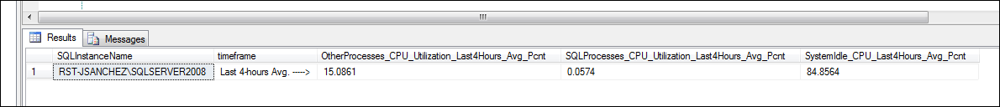 Results Messages
SQLInstanceName timeframe OtherProcesses_CPU_Utilization_Last4Hours_Avg_Pcnt SQLProcesses_CPU_Utilization_Last4Hours_Avg_Pcnt SystemIdle_CPU_Last4Hours_Avg_Pcnt
1 RST-JSANCHEZ\SQLSERVER2008 Last 4-hours Avg. -----> 15.0861 0.0574 84.8564